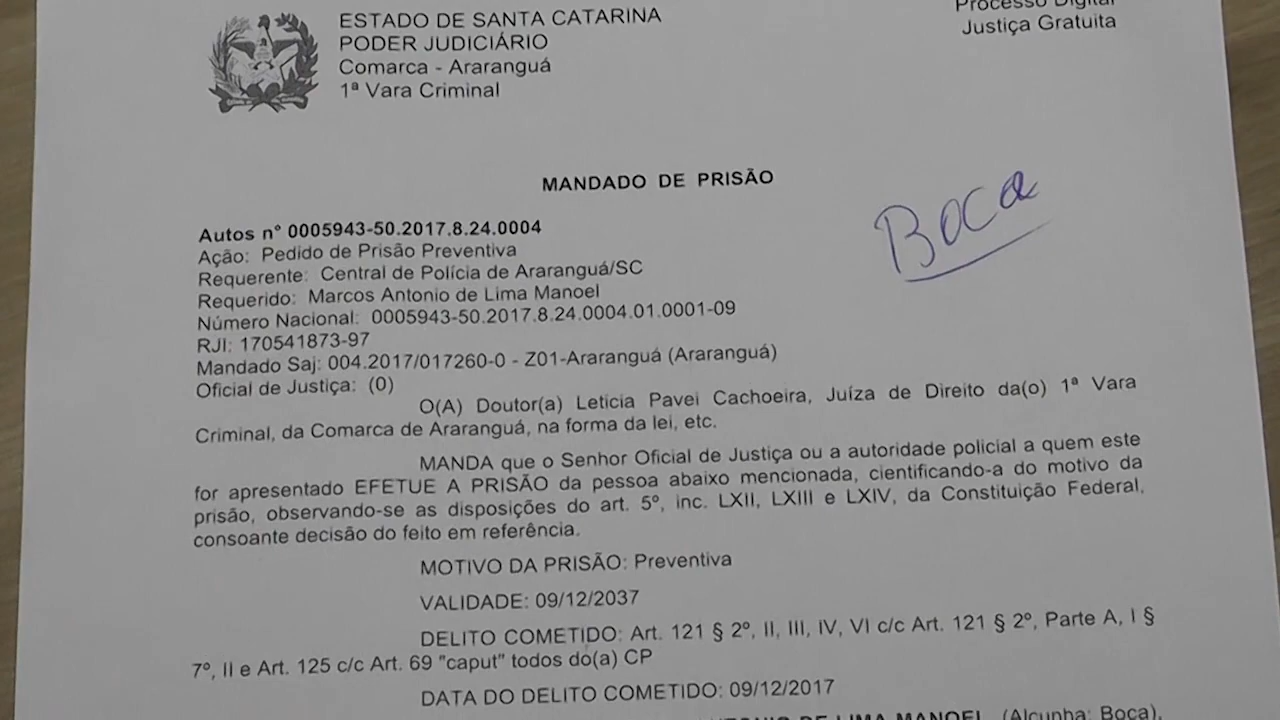 ESTADO DE SANTA CATARINA
PODER JUDICIÁRIO
Comarca - Araranguá
1ª Vara Criminal
Processo Digital
Justiça Gratuita
MANDADO DE PRISÃO
Boca
Autos n° 0005943-50.2017.8.24.0004
Ação: Pedido de Prisão Preventiva
Requerente: Central de Polícia de Araranguá/SC
Requerido: Marcos Antonio de Lima Manoel
Número Nacional: 0005943-50.2017.8.24.0004.01.0001-09
RJI: 170541873-97
Mandado Saj: 004.2017/017260-0 - Z01-Araranguá (Araranguá)
Oficial de Justiça: (0)
O(A) Doutor(a) Letícia Pavei Cachoeira, Juíza de Direito da(o) 1ª Vara
Criminal, da Comarca de Araranguá, na forma da lei, etc.
MANDA que o Senhor Oficial de Justiça ou a autoridade policial a quem este
for apresentado EFETUE A PRISÃO da pessoa abaixo mencionada, cientificando-a do motivo da
prisão, observando-se as disposições do art. 5º, inc. LXII, LXIII e LXIV, da Constituição Federal,
consoante decisão do feito em referência.
MOTIVO DA PRISÃO: Preventiva
VALIDADE: 09/12/2037
DELITO COMETIDO: Art. 121 § 2º, II, III, IV, VI c/c Art. 121 § 2º, Parte A, I §
7º, II e Art. 125 c/c Art. 69 "caput" todos do(a) CP
DATA DO DELITO COMETIDO: 09/12/2017
ANTONIO DE LIMA MANOEL, (Alcunha: Boca),